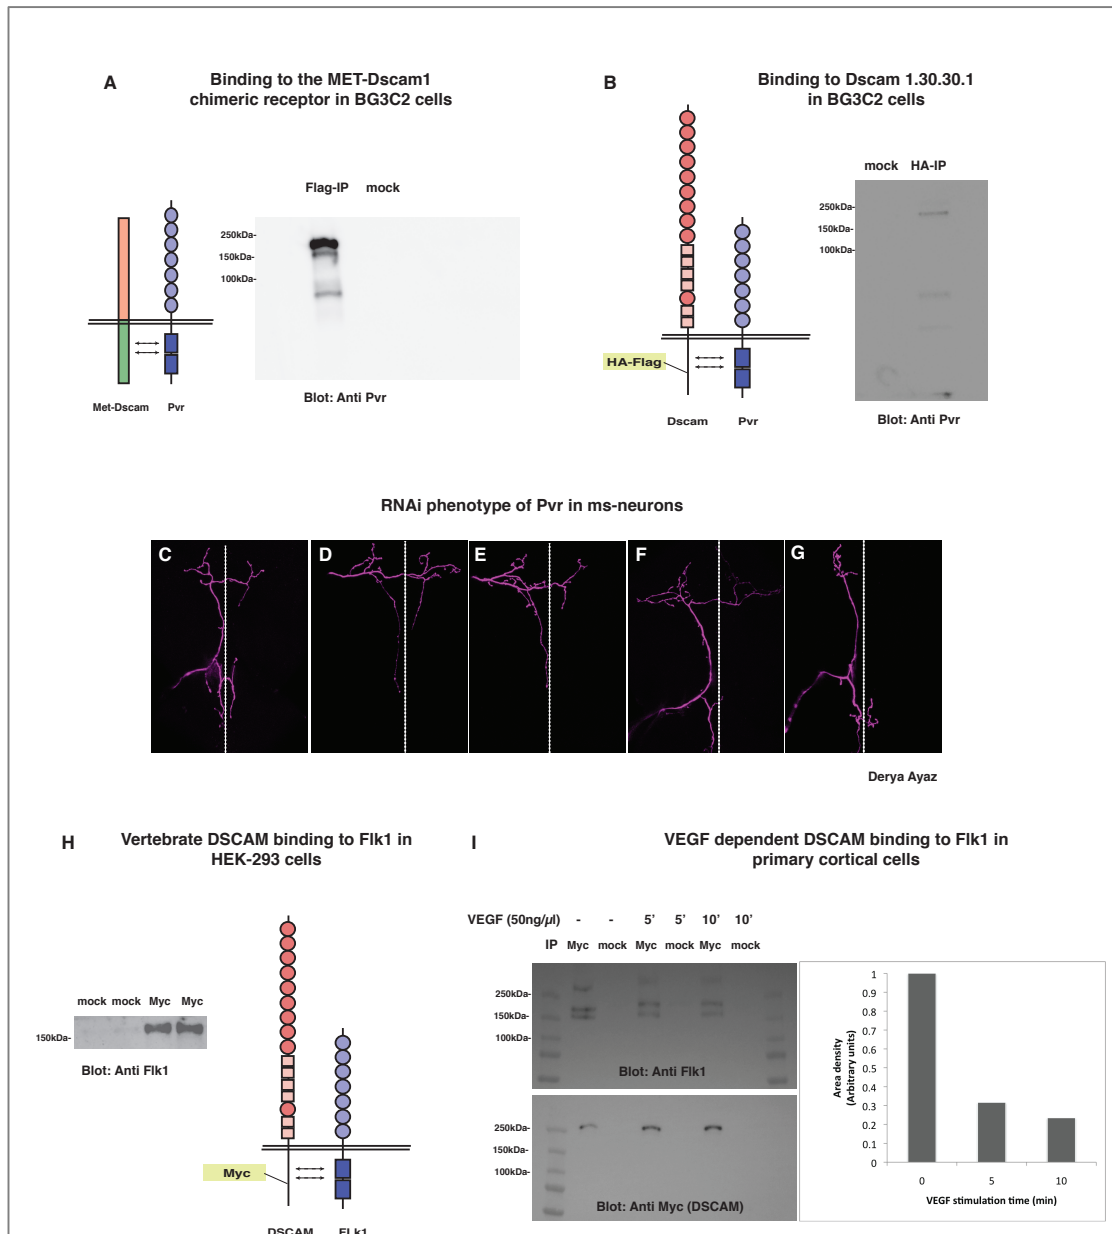 A
Binding to the MET-Dscam1
chimeric receptor in BG3C2 cells
Flag-IP mock
250kDa-
150kDa-
100kDa-
Met-Dscam Pvr
Blot: Anti Pvr
B
Binding to Dscam 1.30.30.1
in BG3C2 cells
mock HA-IP
250kDa-
150kDa-
100kDa-
HA-Flag
Dscam Pvr
Blot: Anti Pvr
RNAi phenotype of Pvr in ms-neurons
C D E F G
Derya Ayaz
H
Vertebrate DSCAM binding to Flk1 in
HEK-293 cells
mock mock Myc Myc
150kDa-
Blot: Anti Flk1
Myc
DSCAM FLk1
I
VEGF dependent DSCAM binding to Flk1 in
primary cortical cells
VEGF (50ng/µl) - - 5' 5' 10' 10'
IP Myc mock Myc mock Myc mock
250kDa-
150kDa-
100kDa-
Blot: Anti Flk1
250kDa-
150kDa-
100kDa-
Blot: Anti Myc (DSCAM)
Area density
(Arbitrary units)
1
0.9
0.8
0.7
0.6
0.5
0.4
0.3
0.2
0.1
0
0 5 10
VEGF stimulation time (min)